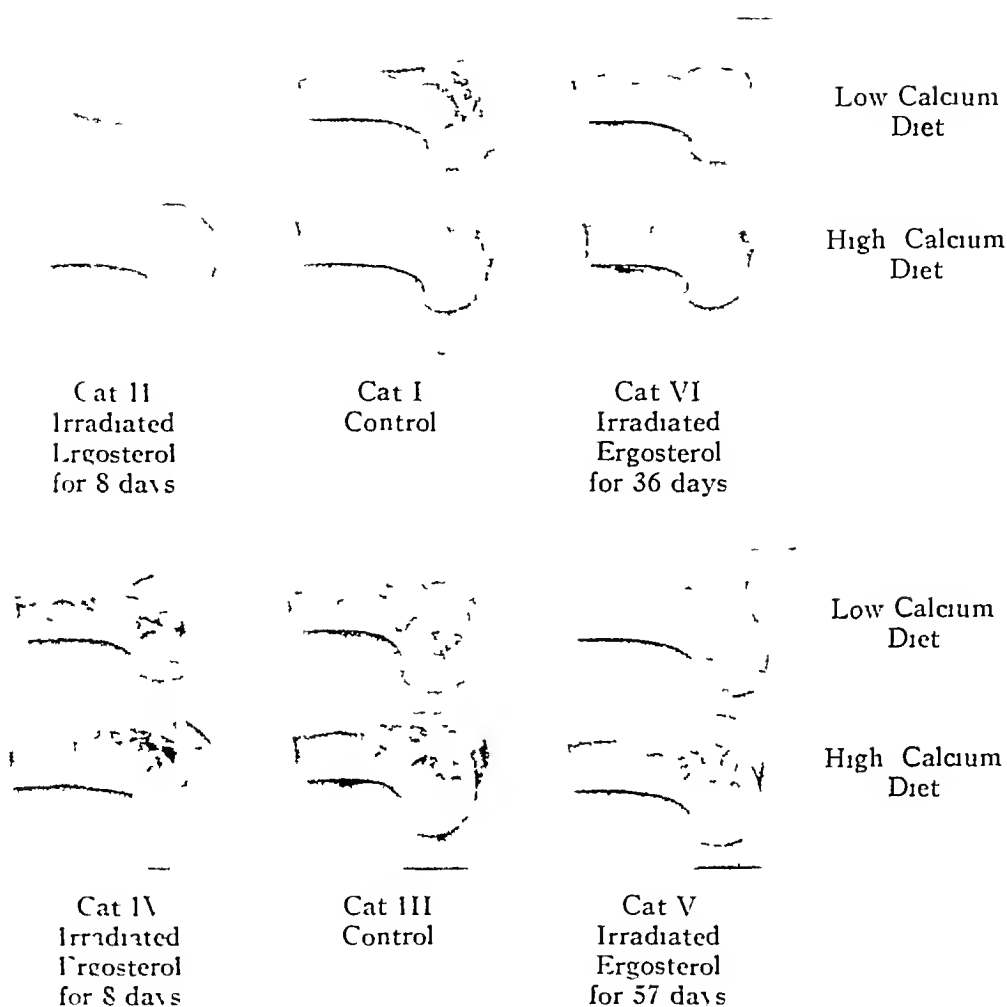 Low Calcium
Diet
High Calcium
Diet
Cat II
Irradiated
Ergosterol
for 8 days
Cat I
Control
Cat VI
Irradiated
Ergosterol
for 36 days
Low Calcium
Diet
High Calcium
Diet
Cat IV
Irradiated
Ergosterol
for 8 days
Cat III
Control
Cat V
Irradiated
Ergosterol
for 57 days